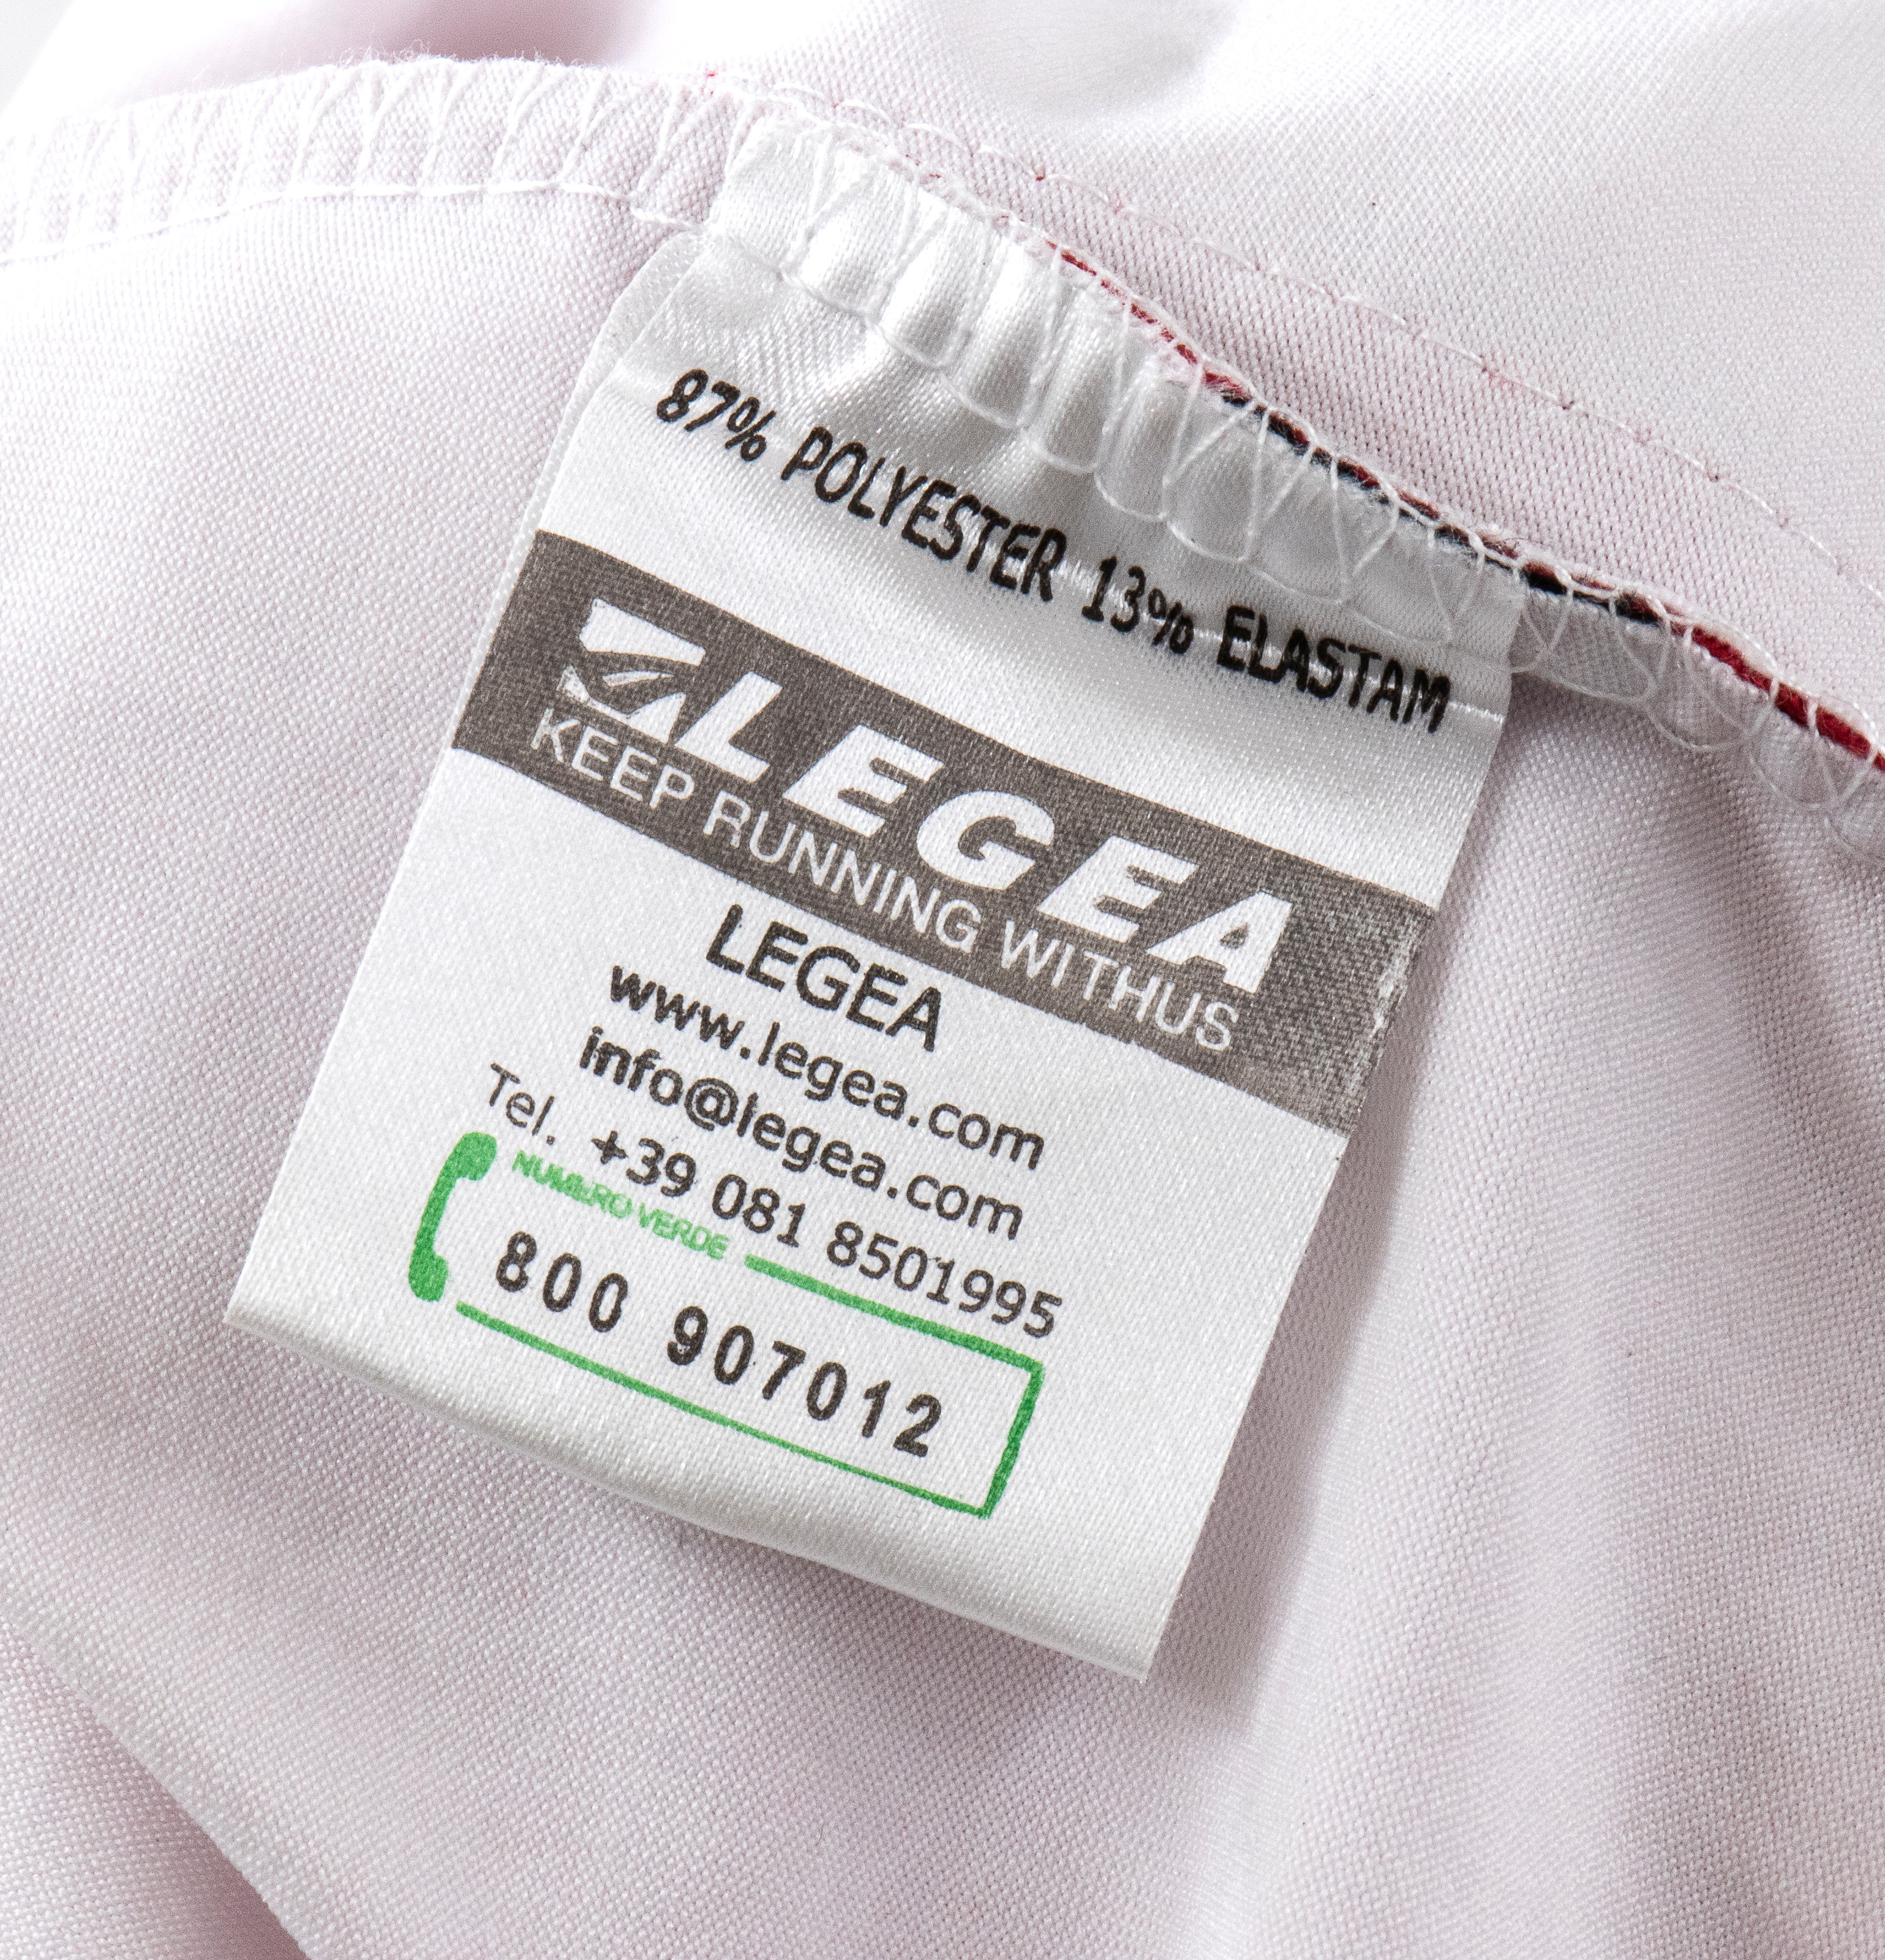 87% POLYESTER 13% ELASTAM
LEGEA
KEEP RUNNING WITHUS
LEGEA
www.legea.com
info@legea.com
Tel. +39 081 8501995
NUMERO VERDE
800 907012